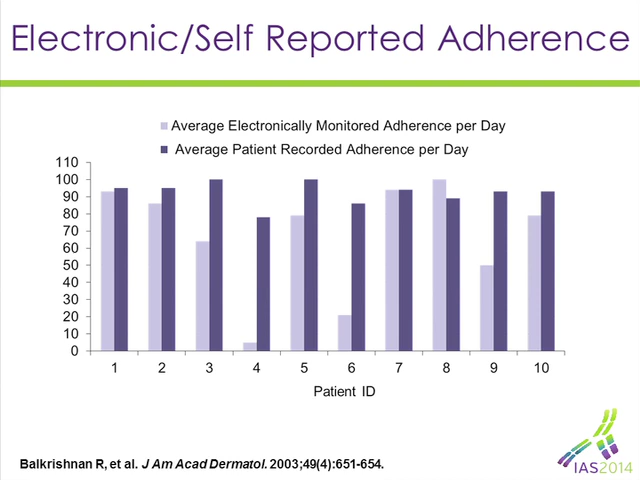 Electronic/Self Reported Adherence
Average Electronically Monitored Adherence per Day
Average Patient Recorded Adherence per Day
110
100
90
80
70
60
50
40
30
20
10
0
1 2 3 4 5 6 7 8 9 10
Patient ID
Balkrishnan R, et al. J Am Acad Dermatol. 2003;49(4):651-654.
IAS2014